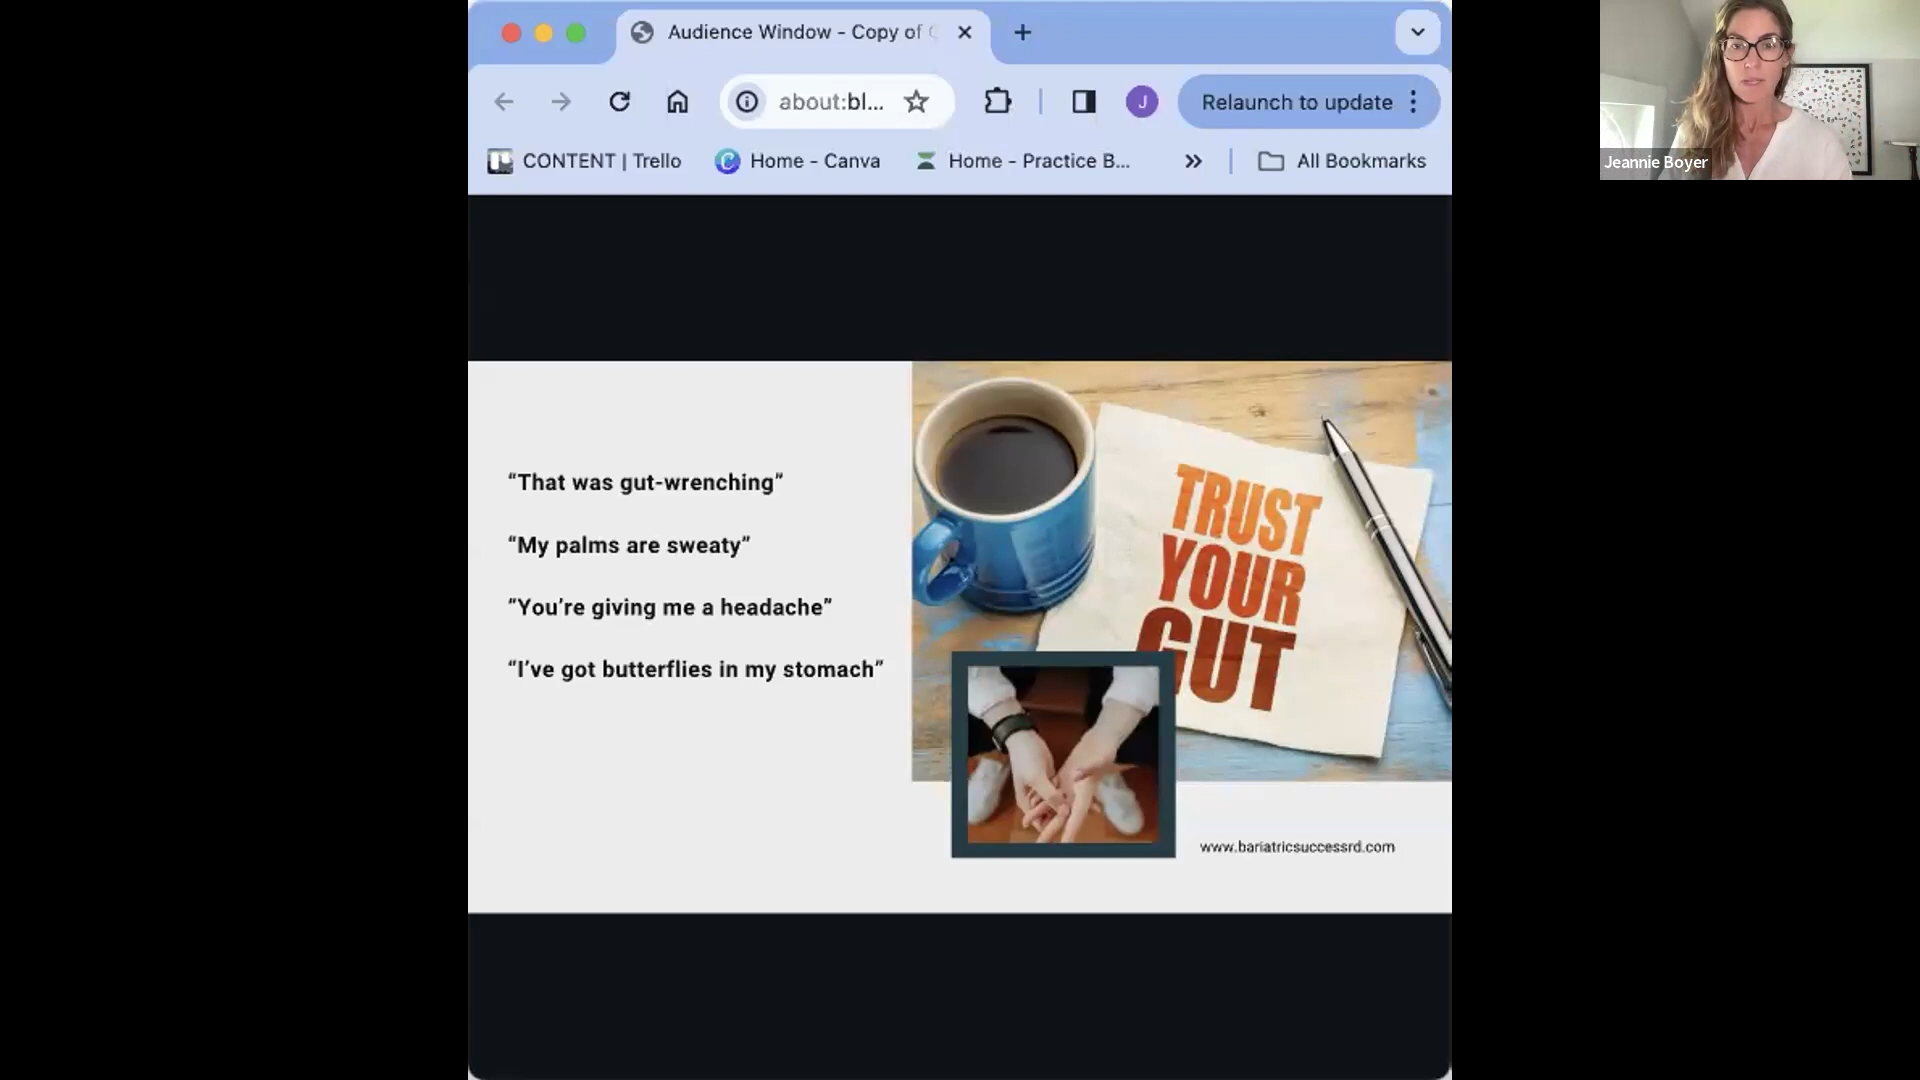 Audience Window - Copy of
about:bl...
J
Relaunch to update
CONTENT | Trello
Home - Canva
Home - Practice B...
All Bookmarks
Jeannie Boyer
“That was gut-wrenching”
“My palms are sweaty”
“You’re giving me a headache”
“I’ve got butterflies in my stomach”
TRUST
YOUR
GUT
www.bariatricsuccessrd.com